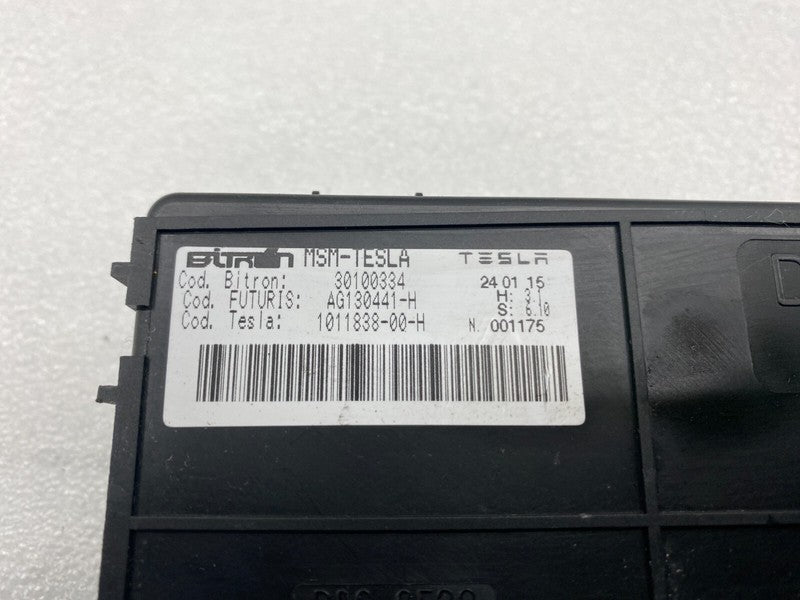 BITRON MSM-TESLA TESLA
Cod. Bitron: 30100334 24 01 15
Cod. FUTURIS: AG130441-H H: 3.1
S: 6.10
Cod. Tesla: 1011838-00-H N. 001175
D